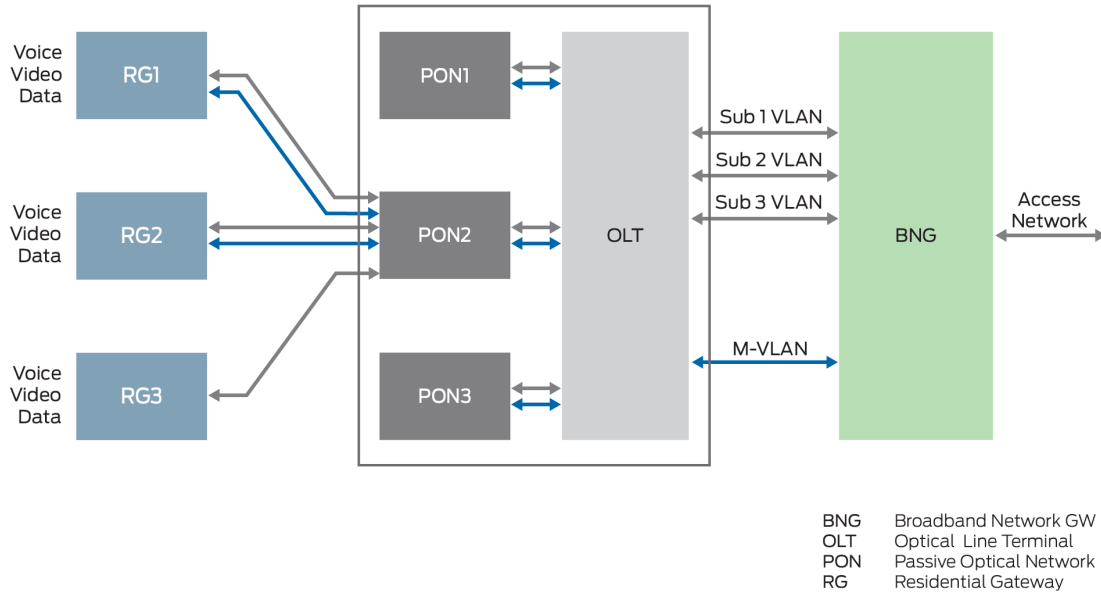 Voice
Video
Data
RG1
PON1
Sub 1 VLAN
Sub 2 VLAN
Sub 3 VLAN
Voice
Video
Data
RG2
PON2
OLT
BNG
Access
Network
M-VLAN
Voice
Video
Data
RG3
PON3
BNG Broadband Network GW
OLT Optical Line Terminal
PON Passive Optical Network
RG Residential Gateway